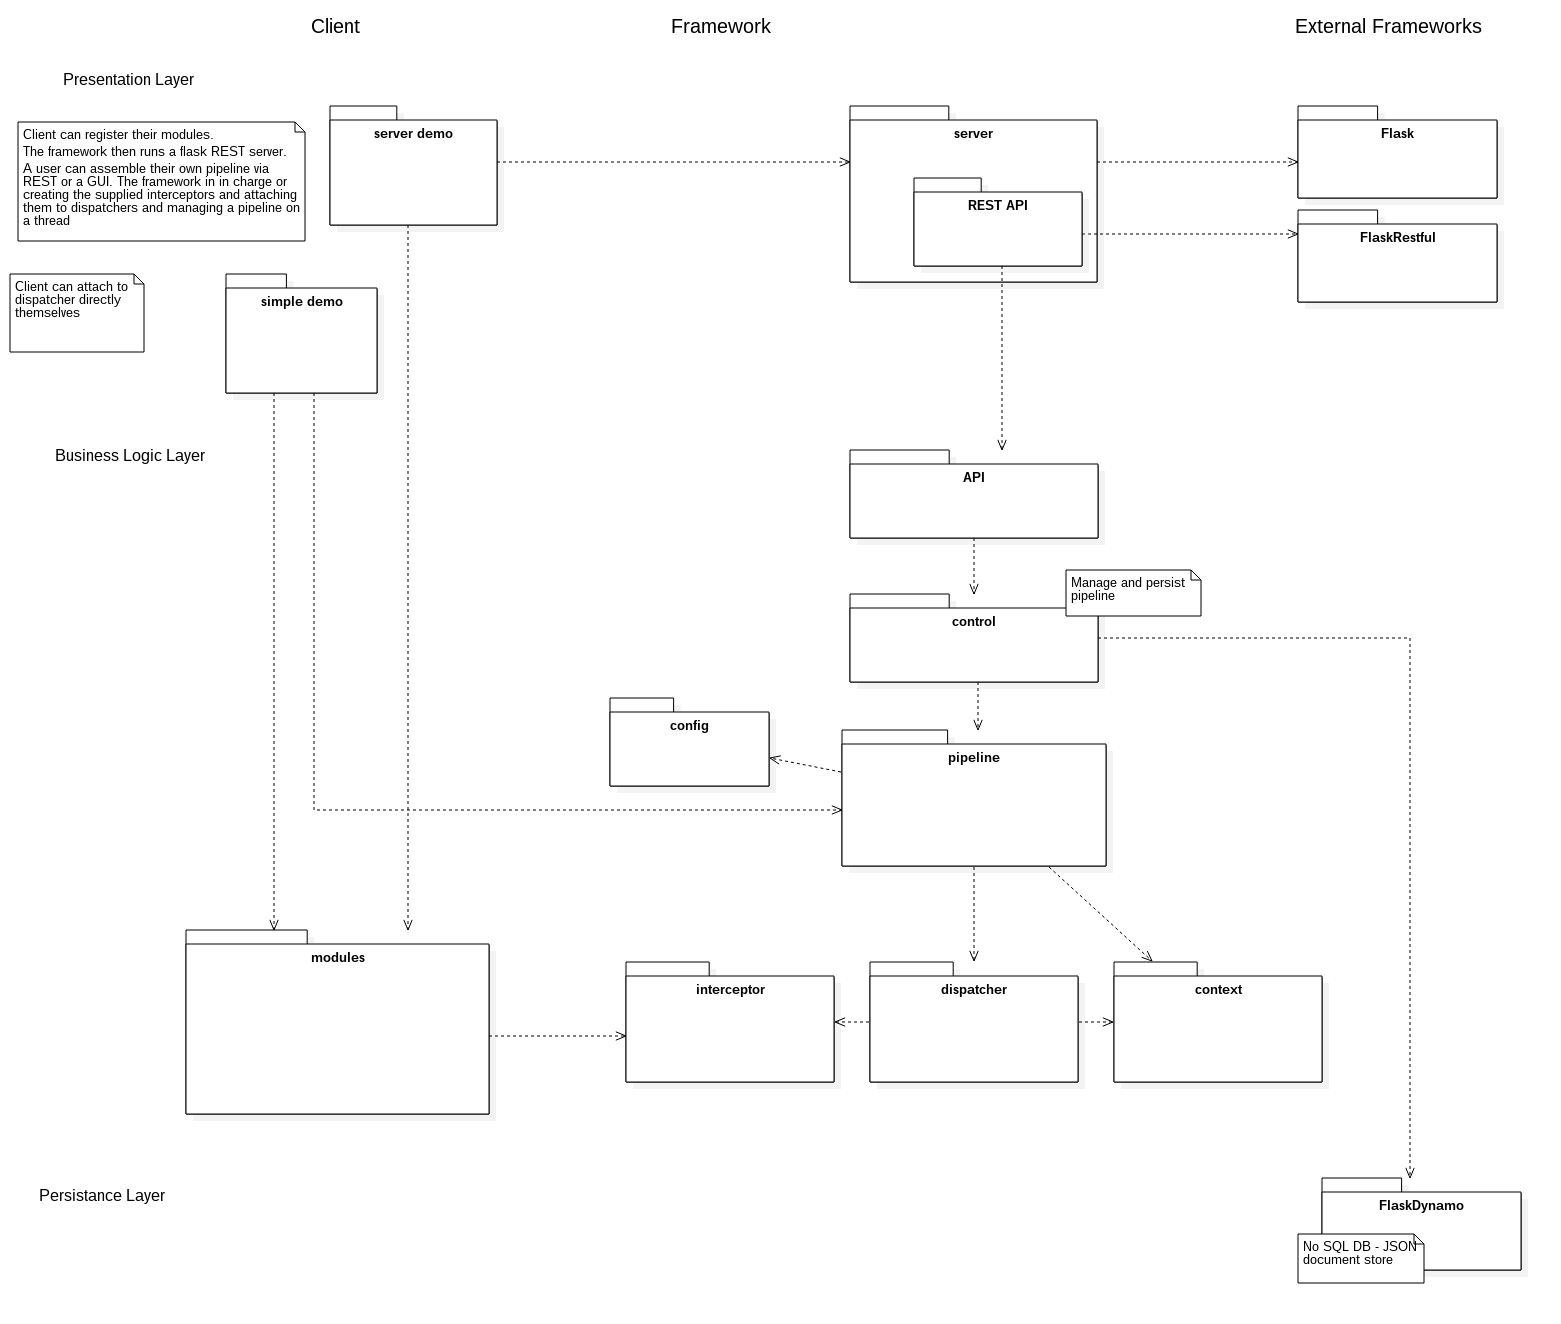 Client
Framework
External Frameworks
Presentation Layer
Client can register their modules.
The framework then runs a flask REST server.
A user can assemble their own pipeline via
REST or a GUI. The framework in in charge or
creating the supplied interceptors and attaching
them to dispatchers and managing a pipeline on
a thread
server demo
server
Flask
REST API
FlaskRestful
Client can attach to
dispatcher directly
themselves
simple demo
Business Logic Layer
API
Manage and persist
pipeline
control
config
pipeline
modules
interceptor
dispatcher
context
Persistance Layer
FlaskDynamo
No SQL DB - JSON
document store